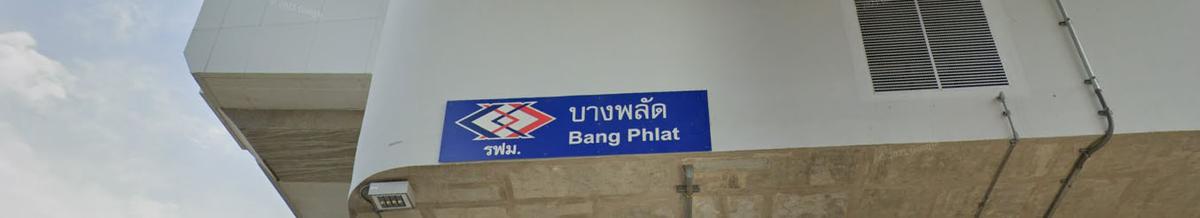 บางพลัด
Bang Phlat
รฟม.